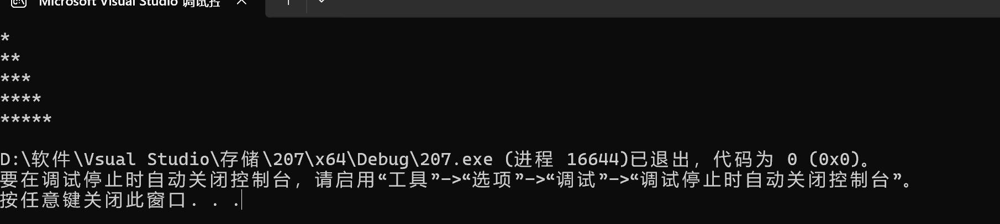 Microsoft Visual Studio 调试控
*
**
***
****
*****
D:\软件\Vsual Studio\存储\207\x64\Debug\207.exe (进程 16644)已退出，代码为 0 (0x0)。
要在调试停止时自动关闭控制台，请启用“工具”->“选项”->“调试”->“调试停止时自动关闭控制台”。
按任意键关闭此窗口. . .